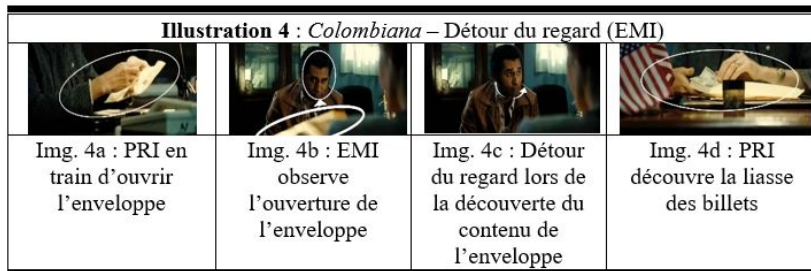 Illustration 4 : Colombiana – Détour du regard (EMI)
Img. 4a : PRI en
train d’ouvrir
l’enveloppe
Img. 4b : EMI
observe
l’ouverture de
l’enveloppe
Img. 4c : Détour
du regard lors de
la découverte du
contenu de
l’enveloppe
Img. 4d : PRI
découvre la liasse
des billets